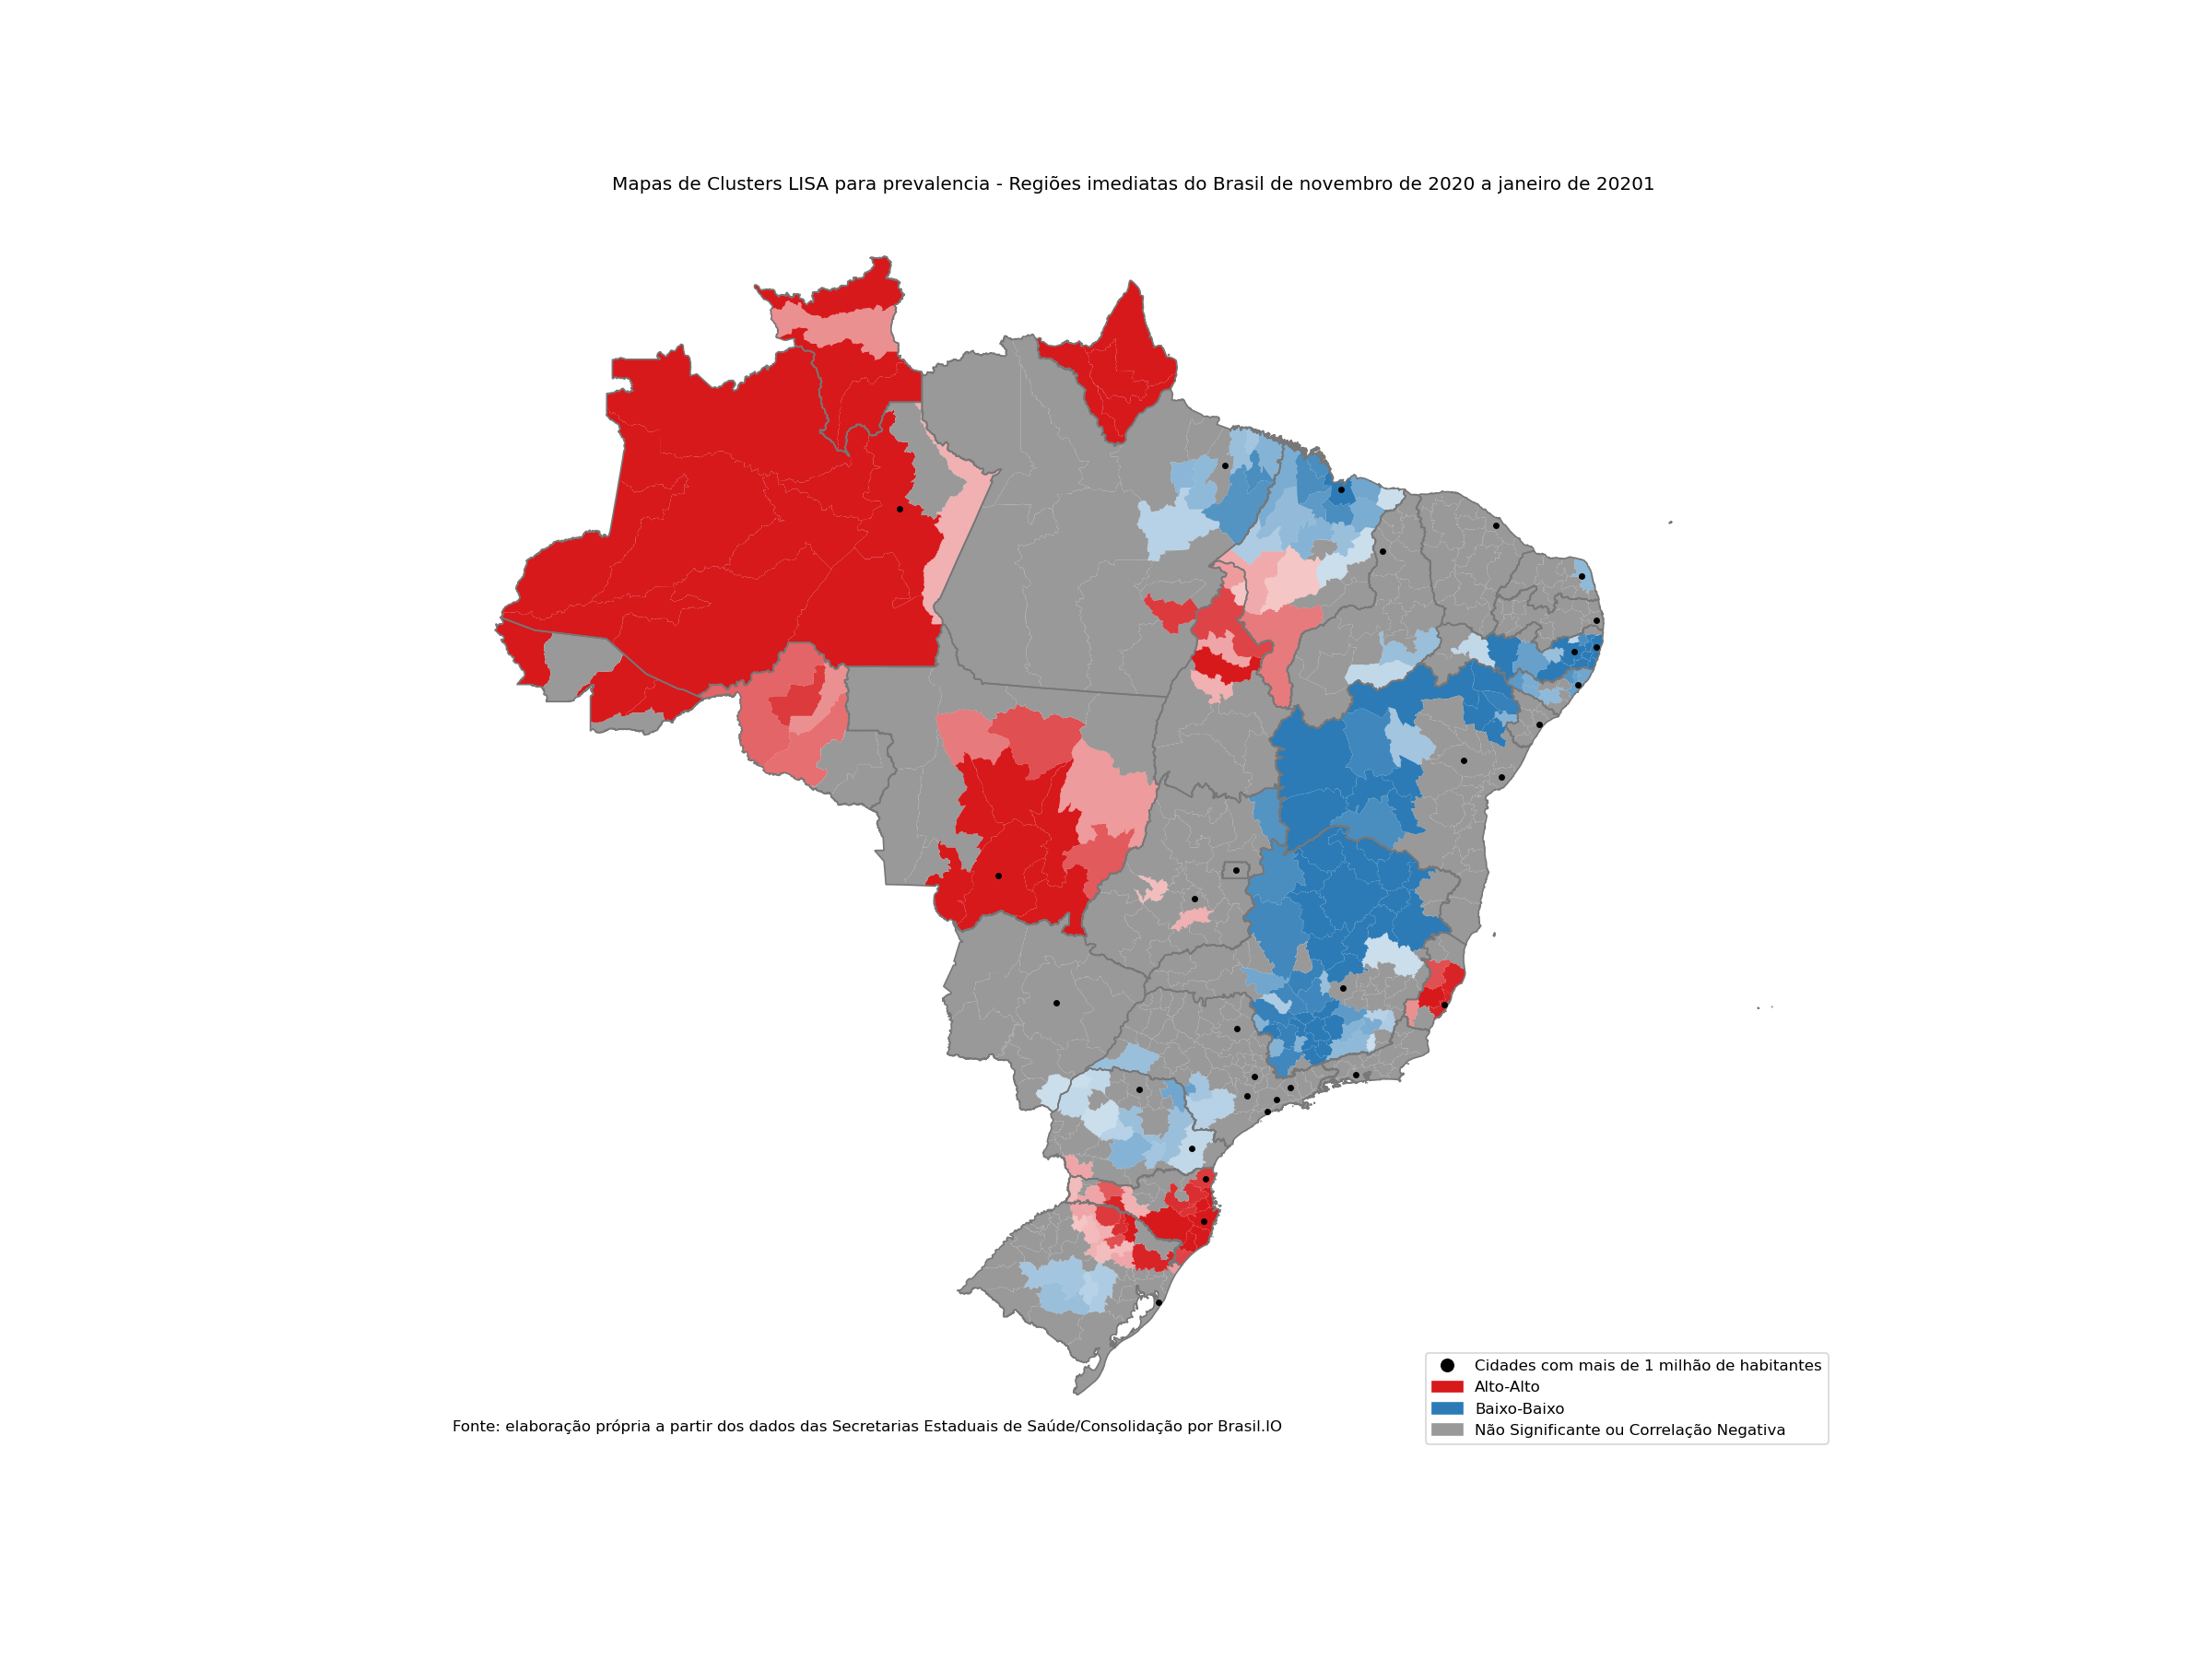 Mapas de Clusters LISA para prevalencia - Regiões imediatas do Brasil de novembro de 2020 a janeiro de 20201
Cidades com mais de 1 milhão de habitantes
Alto-Alto
Baixo-Baixo
Não Significante ou Correlação Negativa
Fonte: elaboração própria a partir dos dados das Secretarias Estaduais de Saúde/Consolidação por Brasil.IO